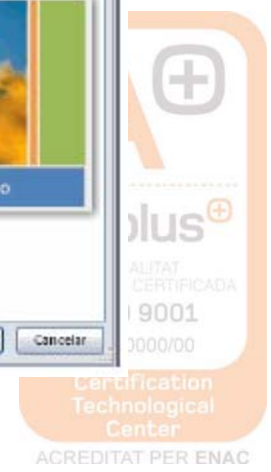 O
plus
ALITAT
CERTIFICADA
9001
0000/00
Cancelar
Certification
Technological
Center
ACREDITAT PER ENAC